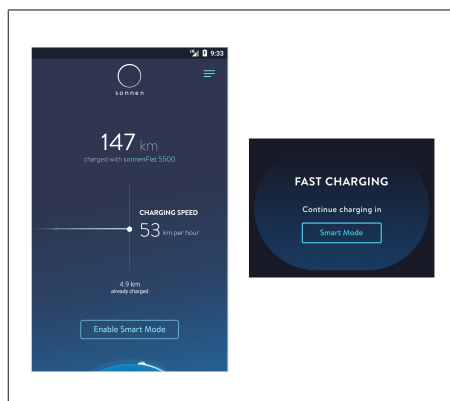 9:33
sonnen
147 km
charged with sonnenFlat 5500
CHARGING SPEED
53 km per hour
4.9 km
already charged
Enable Smart Mode
FAST CHARGING
Continue charging in
Smart Mode